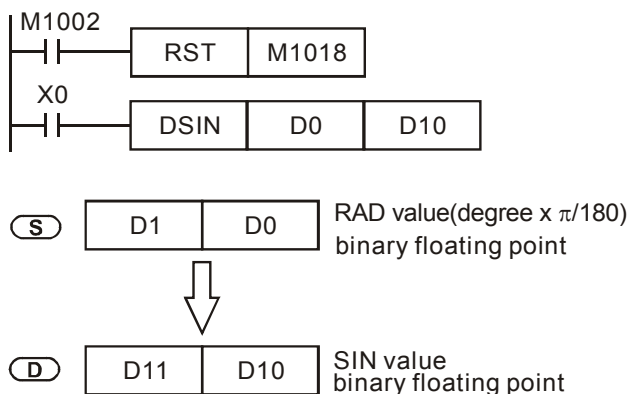 M1002
RST M1018
X0
DSIN D0 D10
S D1 D0 RAD value(degree x π/180)
binary floating point
D D11 D10 SIN value
binary floating point